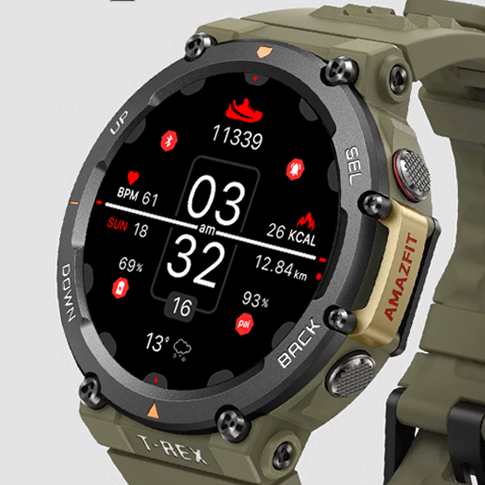 11339
UP
SEL
03
BPM 61
am
26 KCAL
SUN 18
32
12.84km
69%
93%
16
pai
DOWN
BACK
13°
AMAZFIT
T-REX